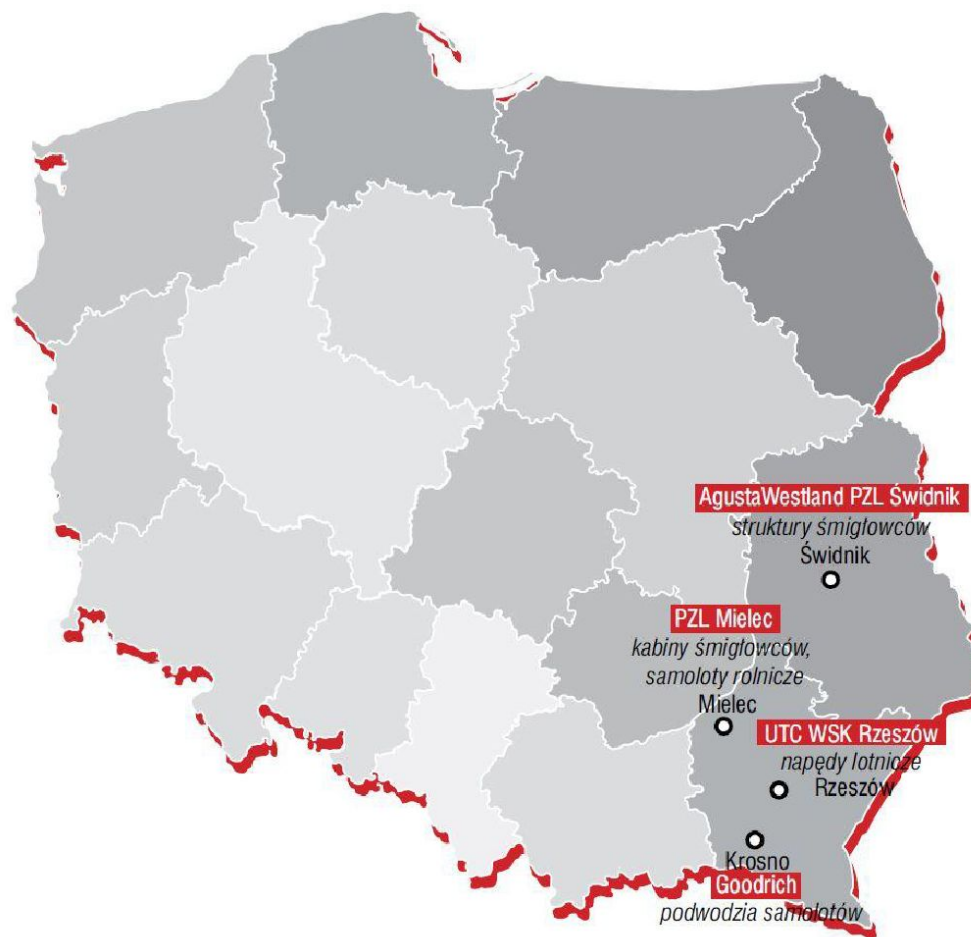 AgustaWestland PZL Świdnik
struktury śmigłowców
Świdnik
PZL Mielec
kabiny śmigłowców,
samoloty rolnicze
Mielec
UTC WSK Rzeszów
napędy lotnicze
Rzeszów
Krosno
Goodrich
podwodzia samolotów